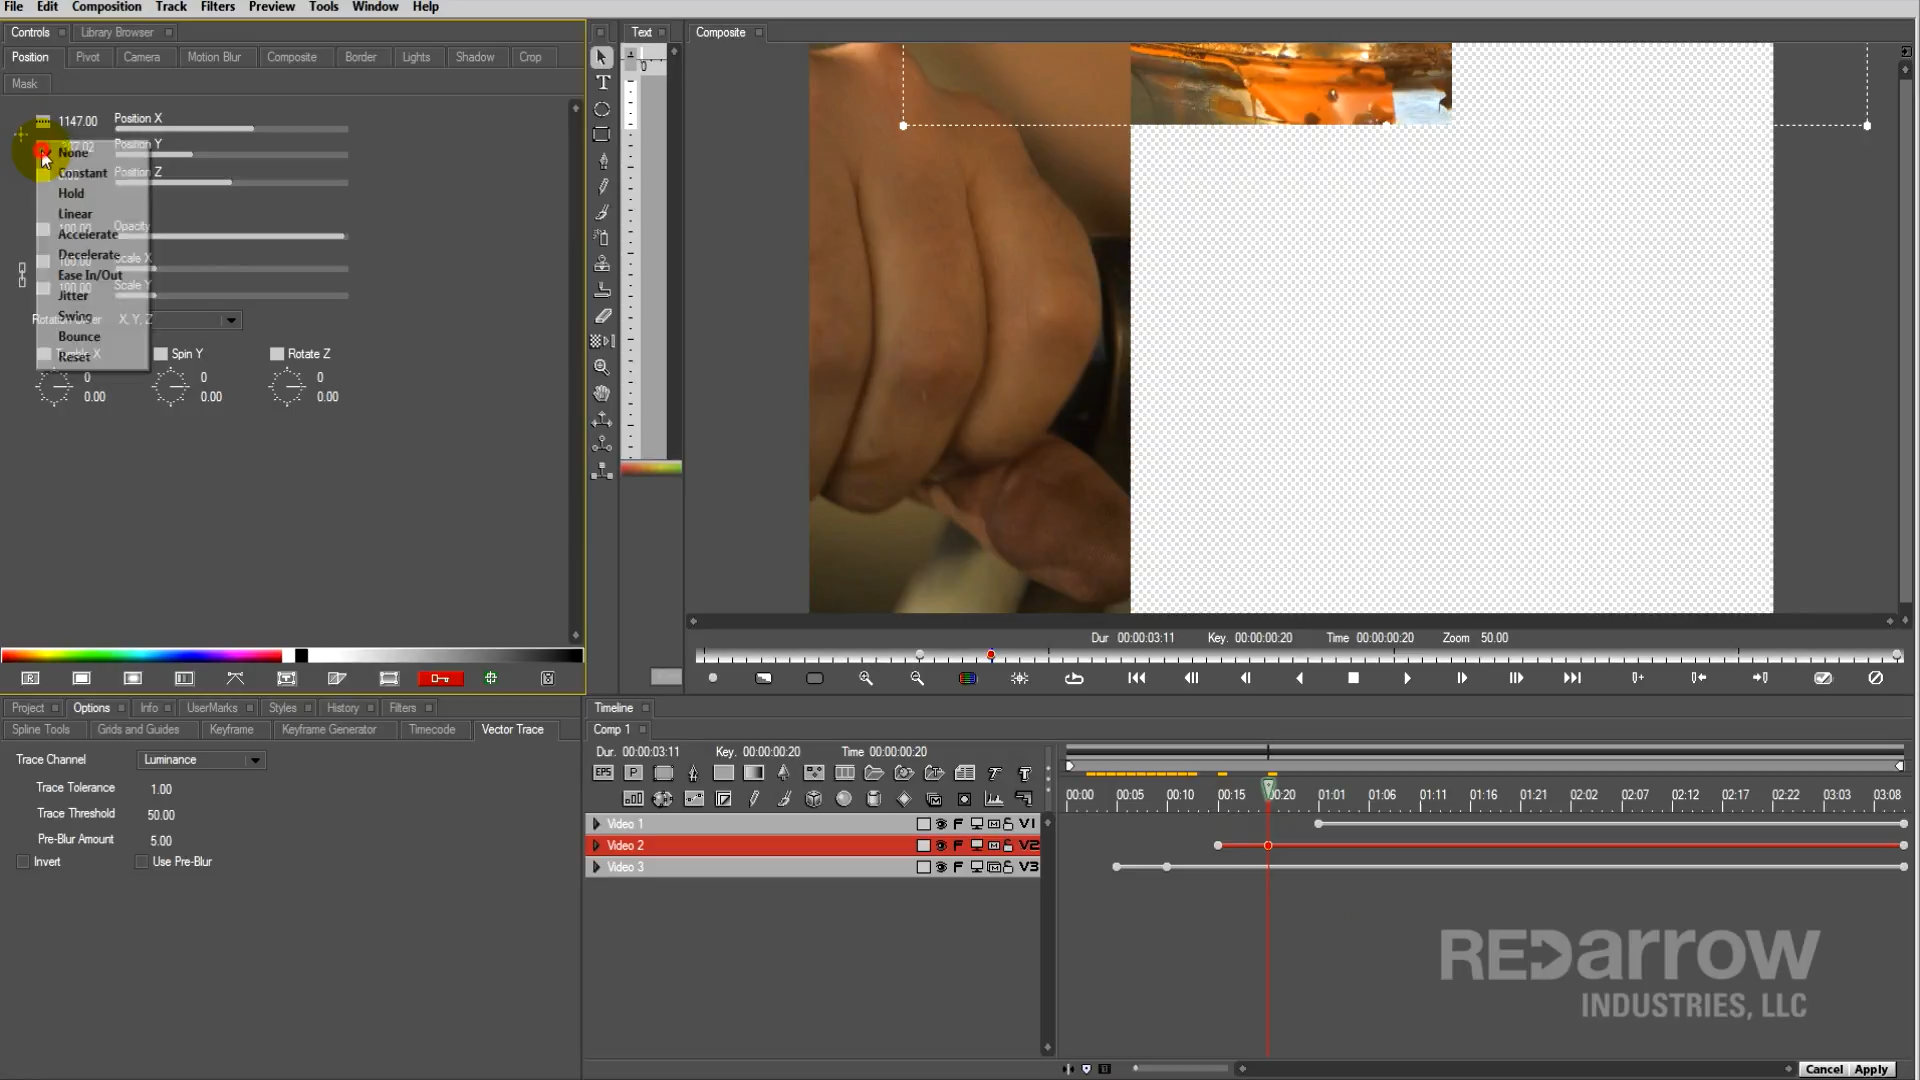 File Edit Composition Track Filters Preview Tools Window Help
Controls Library Browser Text Composite
Position Pivot Camera Motion Blur Composite Border Lights Shadow Crop
Mask
1147.00 Position X
Position Y
Position Z
None
Constant
Hold
Linear
Accelerate
Decelerate
Ease In/Out
Jitter
Swing
Bounce
Reset
100.00 Opacity
100.00 Scale X
100.00 Scale Y
Rotation Order X, Y, Z
Spin Y Rotate Z
0 0 0
0.00 0.00 0.00
Dur 00:00:03:11 Key. 00:00:00:20 Time 00:00:00:20 Zoom 50.00
Project Options Info UserMarks Styles History Filters
Spline Tools Grids and Guides Keyframe Keyframe Generator Timecode Vector Trace
Trace Channel Luminance
Trace Tolerance 1.00
Trace Threshold 50.00
Pre-Blur Amount 5.00
Invert Use Pre-Blur
Timeline
Comp 1
Dur. 00:00:03:11 Key. 00:00:00:20 Time 00:00:00:20
EPS P T T
00:00 00:05 00:10 00:15 00:20 01:01 01:06 01:11 01:16 01:21 02:02 02:07 02:12 02:17 02:22 03:03 03:08
Video 1 F M V1
Video 2 F M V2
Video 3 F V3
REDarrow
INDUSTRIES, LLC
Cancel Apply